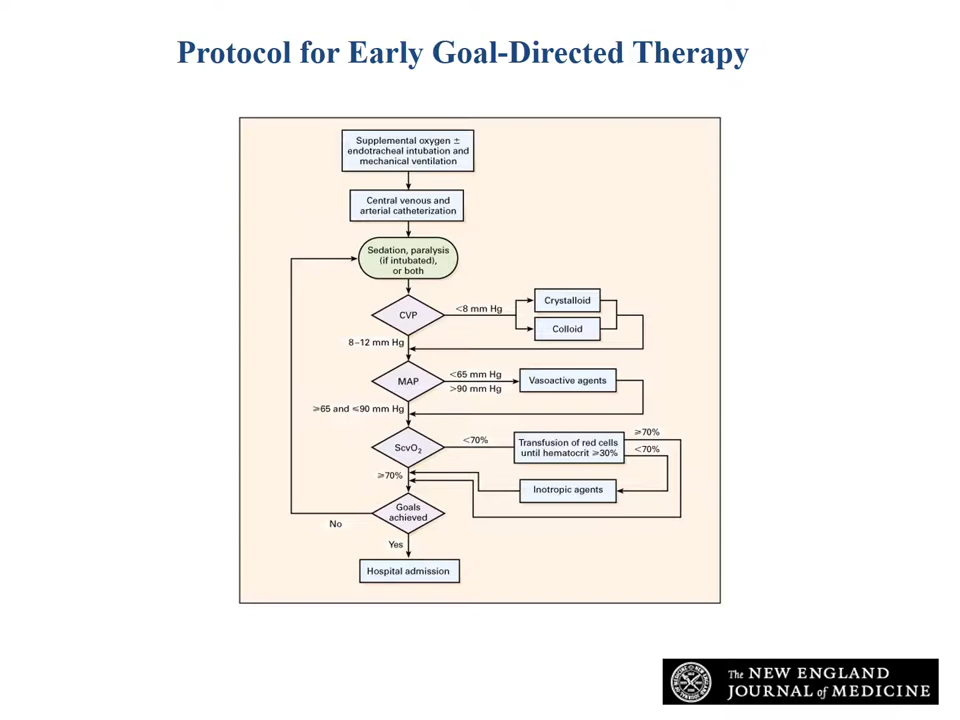 Protocol for Early Goal-Directed Therapy
Supplemental oxygen ±
endotracheal intubation and
mechanical ventilation
Central venous and
arterial catheterization
Sedation, paralysis
(if intubated),
or both
CVP
<8 mm Hg
Crystalloid
Colloid
8–12 mm Hg
MAP
<65 mm Hg
>90 mm Hg
Vasoactive agents
≥65 and ≤90 mm Hg
ScvO₂
<70%
Transfusion of red cells
until hematocrit ≥30%
≥70%
<70%
≥70%
Inotropic agents
Goals
achieved
No
Yes
Hospital admission
The NEW ENGLAND
JOURNAL of MEDICINE